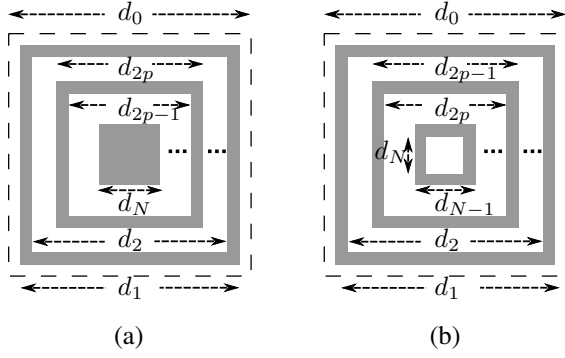 d_0 d_0
d_{2p} d_{2p-1}
d_{2p-1} d_{2p}
... ... d_N ... ...
d_N d_{N-1}
d_2 d_2
d_1 d_1
(a) (b)